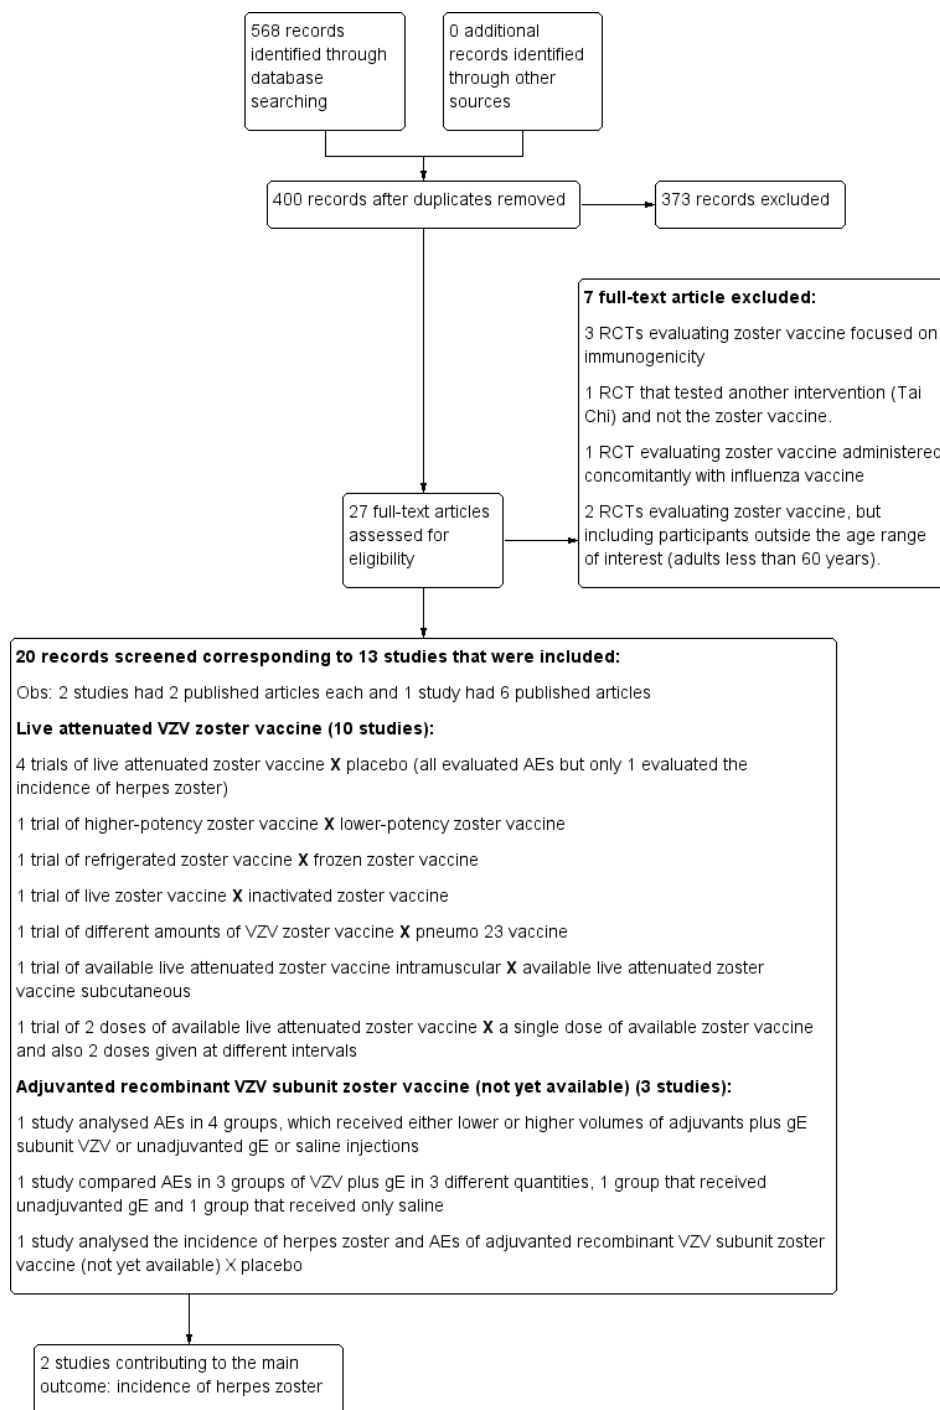 568 records
identified through
database
searching
0 additional
records identified
through other
sources
400 records after duplicates removed
373 records excluded
7 full-text article excluded:
3 RCTs evaluating zoster vaccine focused on
immunogenicity
1 RCT that tested another intervention (Tai
Chi) and not the zoster vaccine.
1 RCT evaluating zoster vaccine administered
concomitantly with influenza vaccine
2 RCTs evaluating zoster vaccine, but
including participants outside the age range
of interest (adults less than 60 years).
27 full-text articles
assessed for
eligibility
20 records screened corresponding to 13 studies that were included:
Obs: 2 studies had 2 published articles each and 1 study had 6 published articles
Live attenuated VZV zoster vaccine (10 studies):
4 trials of live attenuated zoster vaccine X placebo (all evaluated AEs but only 1 evaluated the
incidence of herpes zoster)
1 trial of higher-potency zoster vaccine X lower-potency zoster vaccine
1 trial of refrigerated zoster vaccine X frozen zoster vaccine
1 trial of live zoster vaccine X inactivated zoster vaccine
1 trial of different amounts of VZV zoster vaccine X pneumo 23 vaccine
1 trial of available live attenuated zoster vaccine intramuscular X available live attenuated zoster
vaccine subcutaneous
1 trial of 2 doses of available live attenuated zoster vaccine X a single dose of available zoster vaccine
and also 2 doses given at different intervals
Adjuvanted recombinant VZV subunit zoster vaccine (not yet available) (3 studies):
1 study analysed AEs in 4 groups, which received either lower or higher volumes of adjuvants plus gE
subunit VZV or unadjuvanted gE or saline injections
1 study compared AEs in 3 groups of VZV plus gE in 3 different quantities, 1 group that received
unadjuvanted gE and 1 group that received only saline
1 study analysed the incidence of herpes zoster and AEs of adjuvanted recombinant VZV subunit zoster
vaccine (not yet available) X placebo
2 studies contributing to the main
outcome: incidence of herpes zoster